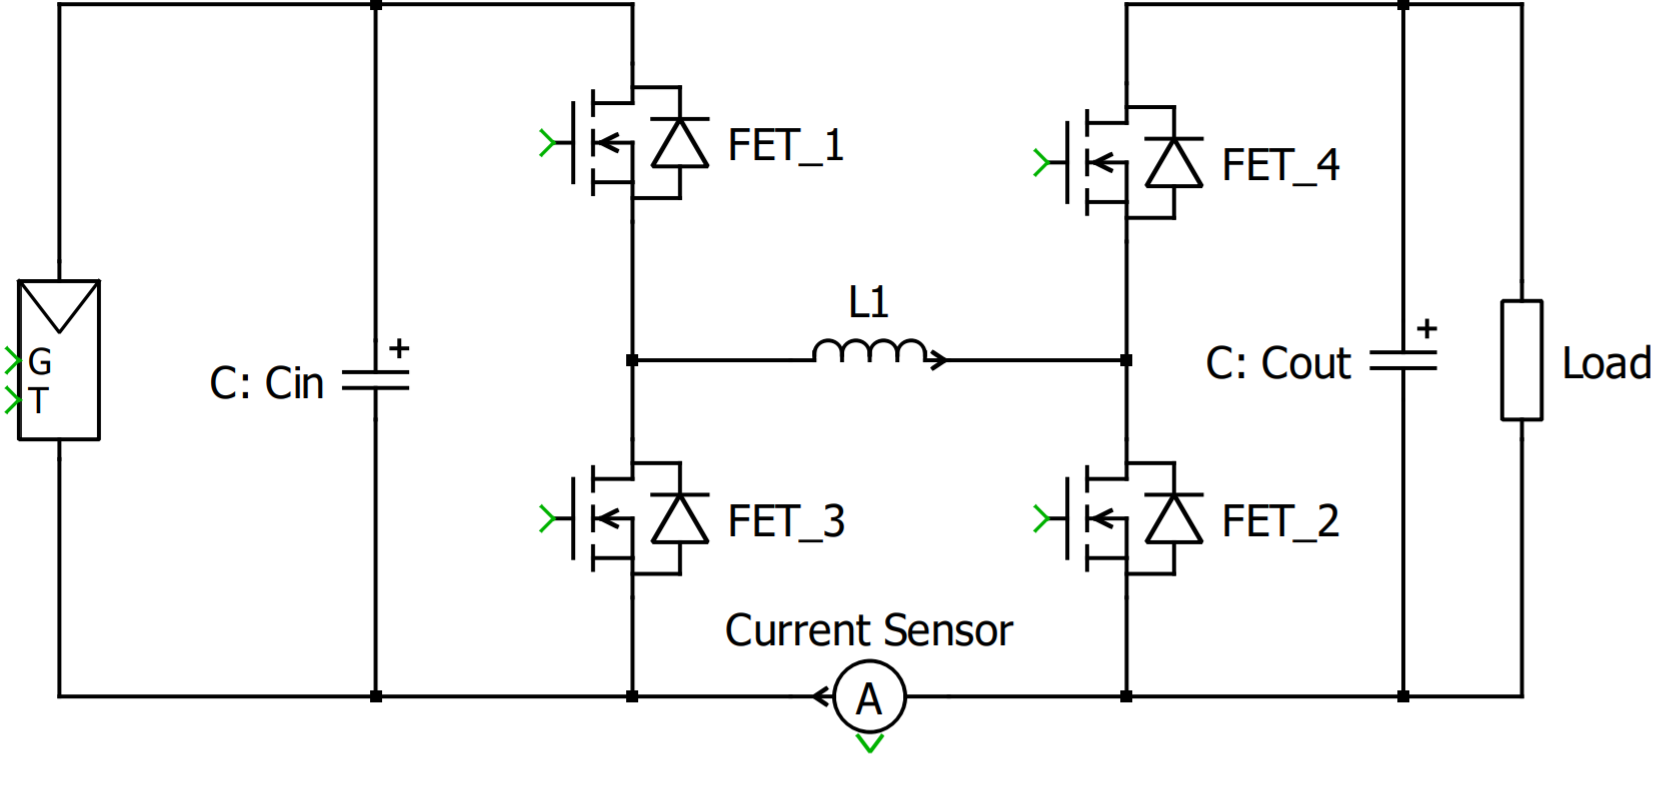 FET_1
FET_4
L1
G
T
C: Cin
C: Cout
Load
FET_3
FET_2
Current Sensor
A